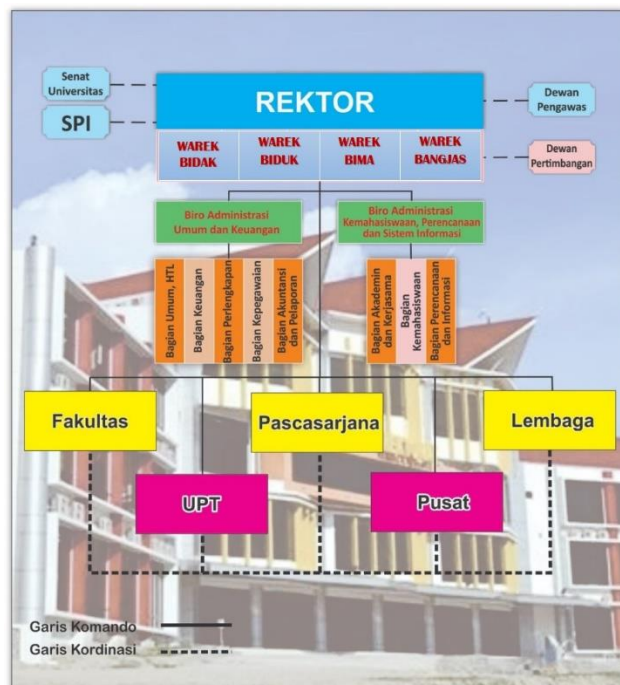 Senat
Universitas
SPI
REKTOR
Dewan
Pengawas
WAREK
BIDAK
WAREK
BIDUK
WAREK
BIMA
WAREK
BANGJAS
Dewan
Pertimbangan
Biro Administrasi
Umum dan Keuangan
Biro Administrasi
Kemahasiswaan, Perencanaan
dan Sistem Informasi
Bagian Umum, HTL
Bagian Keuangan
Bagian Perlengkapan
Bagian Kepegawaian
Bagian Akuntansi
dan Pelaporan
Bagian Akademin
dan Kerjasama
Bagian
Kemahasiswaan
Bagian Perencanaan
dan Informasi
Fakultas
Pascasarjana
Lembaga
UPT
Pusat
Garis Komando
Garis Kordinasi